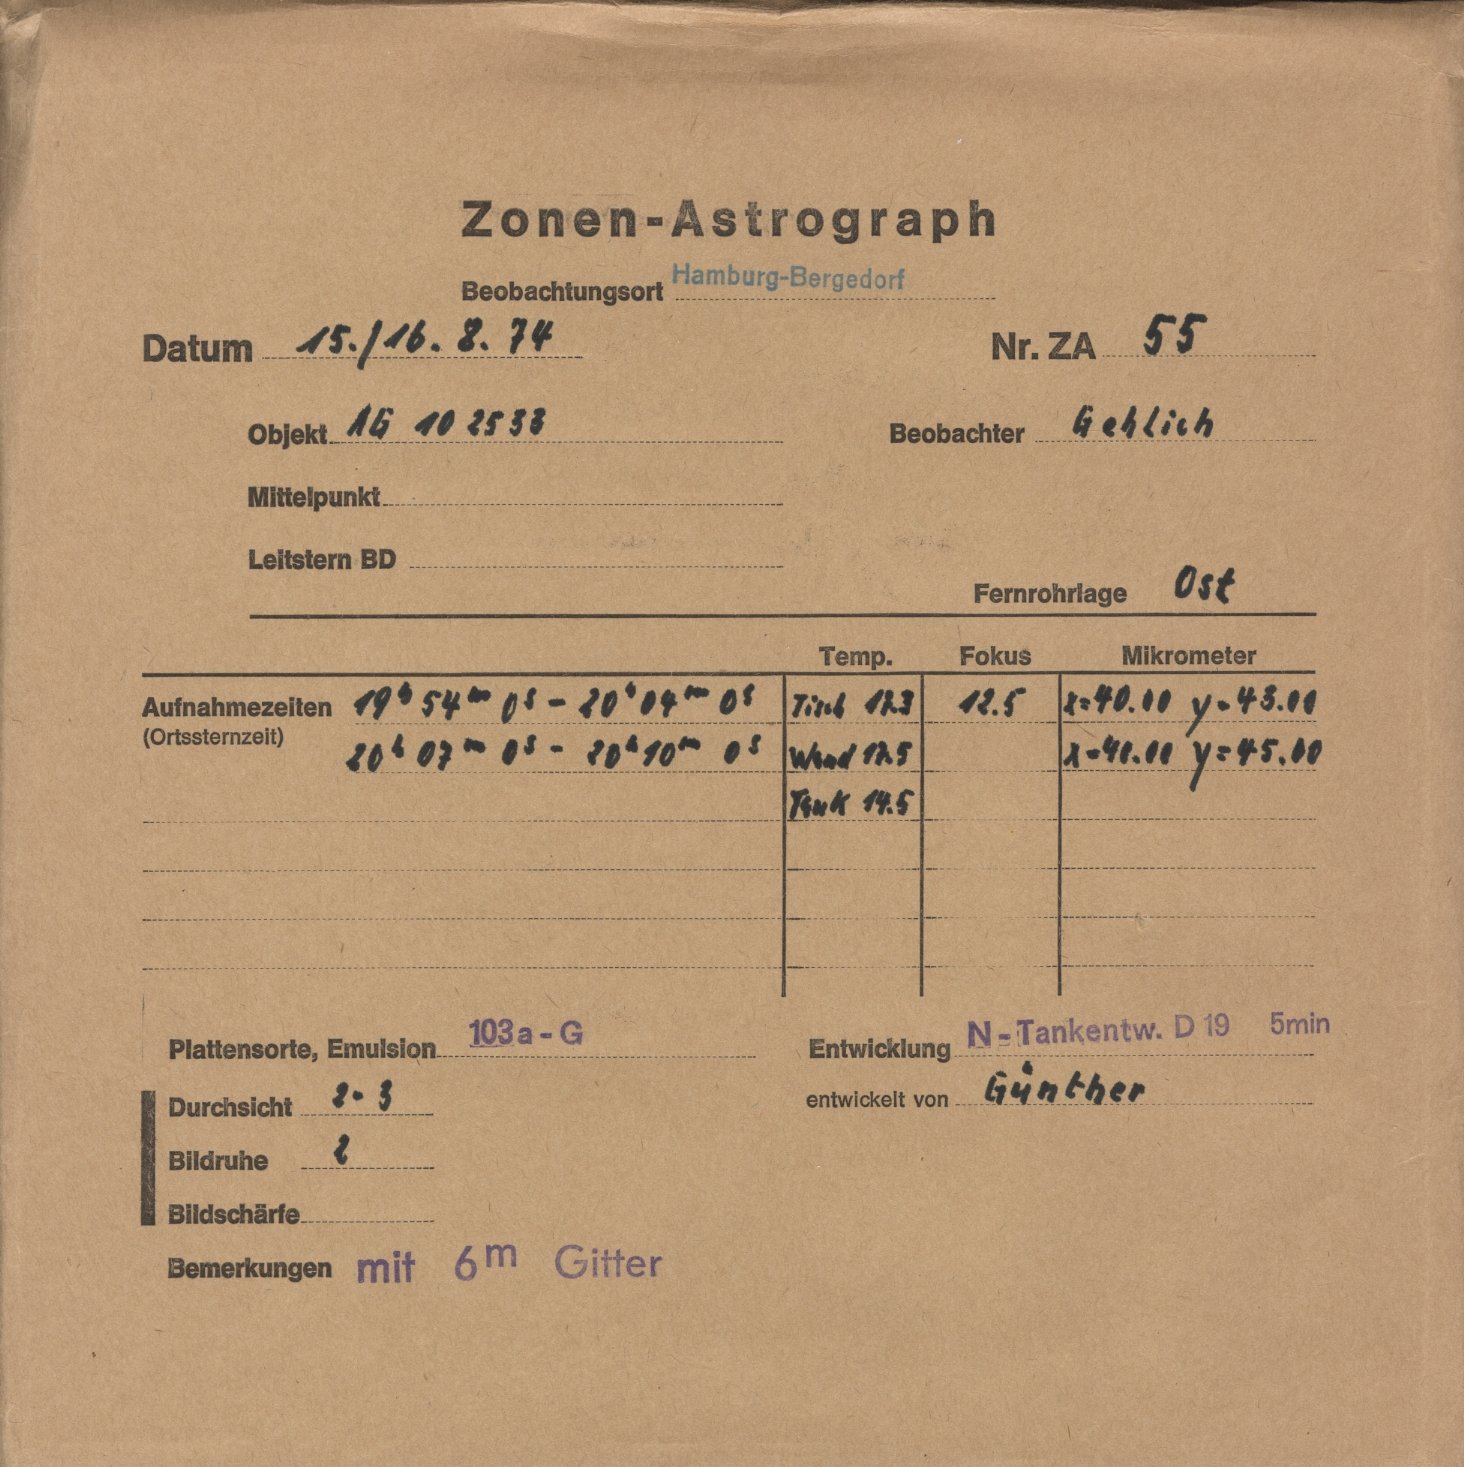 Zonen-Astrograph
Beobachtungsort Hamburg-Bergedorf
Datum 15./16. 8. 74 Nr. ZA 55
Objekt AG 10 2533 Beobachter Gehlich
Mittelpunkt
Leitstern BD
Fernrohrlage Ost
Temp. Fokus Mikrometer
Aufnahmezeiten 19h 54m 0s - 20h 04m 0s Tisch 17.3 12.5 x=40.00 y=43.00
(Ortssternzeit)
20h 07m 0s - 20h 10m 0s Wand 17.5 x=40.00 y=45.00
Tank 14.5
Plattensorte, Emulsion 103a-G Entwicklung N-Tankentw. D 19 5min
Durchsicht 2-3 entwickelt von Günther
Bildruhe 2
Bildschärfe
Bemerkungen mit 6m Gitter